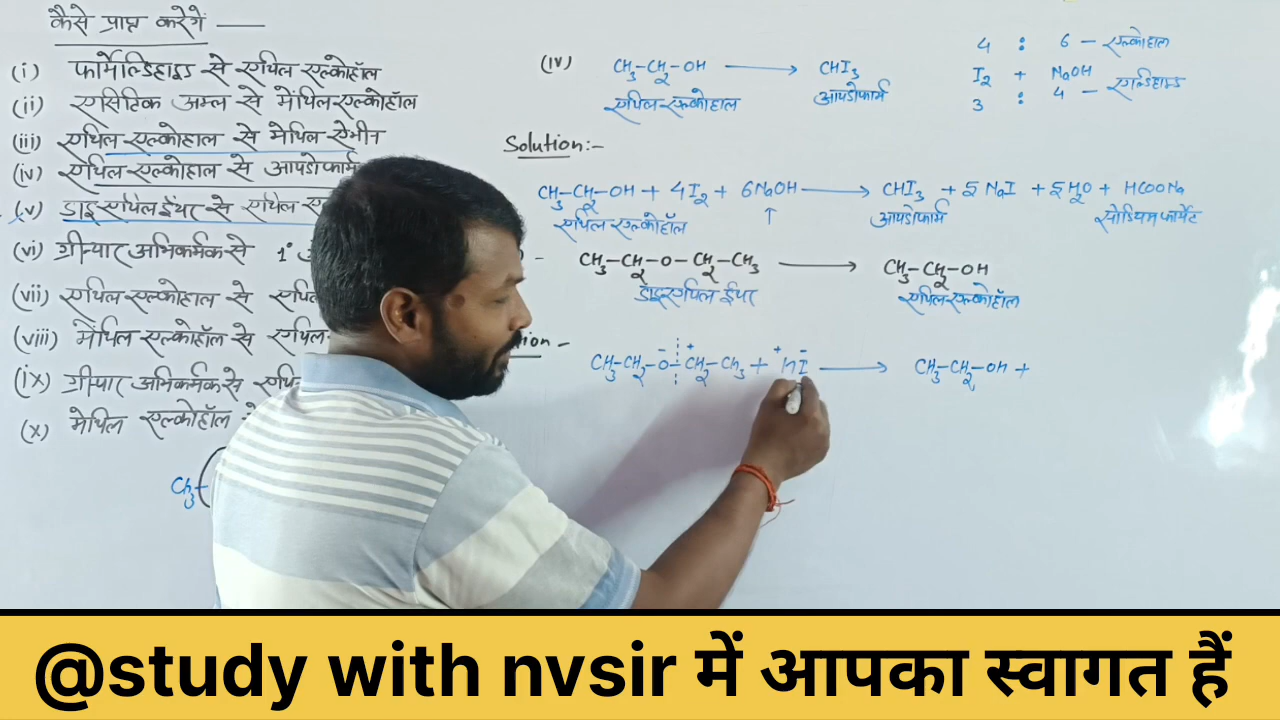 कैसे प्राप्त करेगें —
(i) फार्मेल्डिहाइड से एथिल एल्कोहॉल
(ii) एसिटिक अम्ल से मेथिल एल्कोहॉल
(iii) एथिल एल्कोहाल से मेथिल ऐमीन
(iv) एथिल एल्कोहाल से आयडोफार्म
(v) डाइएथिल ईथर से एथिल
(vi) ग्रीन्यार अभिकर्मक से 1°
(vii) एथिल एल्कोहाल से
(viii) मेथिल एल्कोहॉल से एथिल
(ix) ग्रीन्यार अभिकर्मक से
(x) मेथिल एल्कोहॉल
CH3-
4 : 6 - एल्कोहाल
I2 + NaOH
3 : 4 - एल्डिहाइड
(iv) CH3-CH2-OH → CHI3
एथिल एल्कोहाल आयडोफार्म
Solution:-
CH3-CH2-OH + 4I2 + 6NaOH → CHI3 + 5NaI + 5H2O + HCOONa
एथिल एल्कोहॉल ↑ आयडोफार्म सोडियम फार्मेट
- CH3-CH2-O-CH2-CH3 → CH3-CH2-OH
डाइएथिल ईथर एथिल एल्कोहॉल
ion -
CH3-CH2-O-CH2-CH3 + HI → CH3-CH2-OH +
@study with nvsir में आपका स्वागत हैं